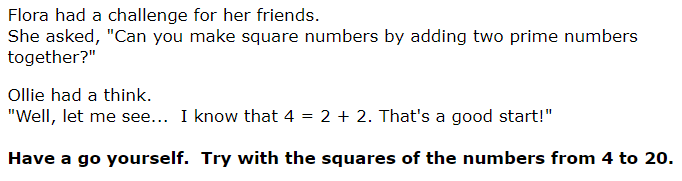 Flora had a challenge for her friends.
She asked, "Can you make square numbers by adding two prime numbers
together?"
Ollie had a think.
"Well, let me see... I know that 4 = 2 + 2. That's a good start!"
Have a go yourself. Try with the squares of the numbers from 4 to 20.